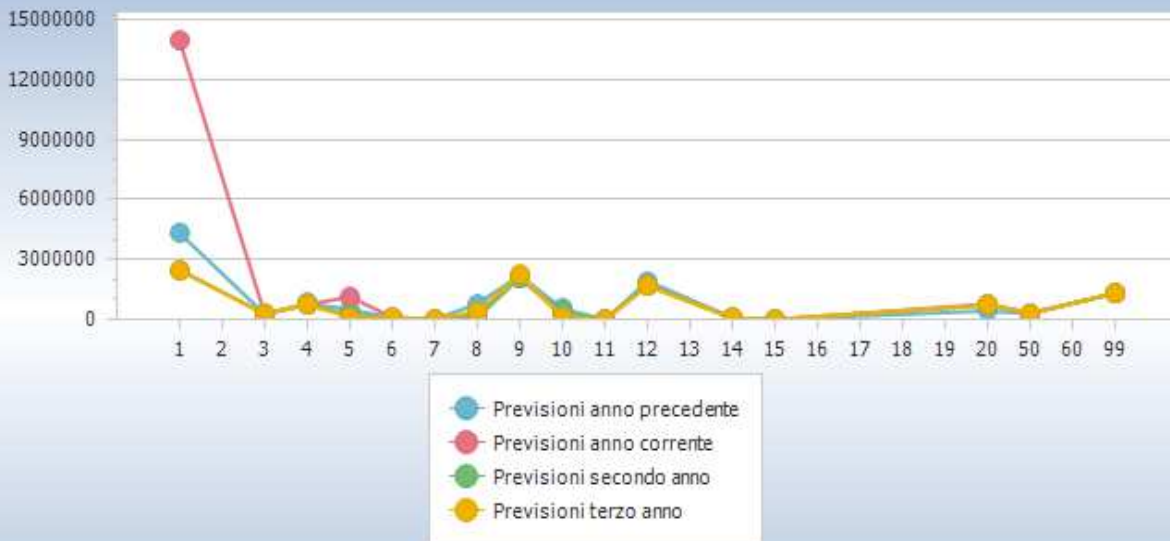 15000000
12000000
9000000
6000000
3000000
0
1 2 3 4 5 6 7 8 9 10 11 12 13 14 15 16 17 18 19 20 50 60 99
Previsioni anno precedente
Previsioni anno corrente
Previsioni secondo anno
Previsioni terzo anno